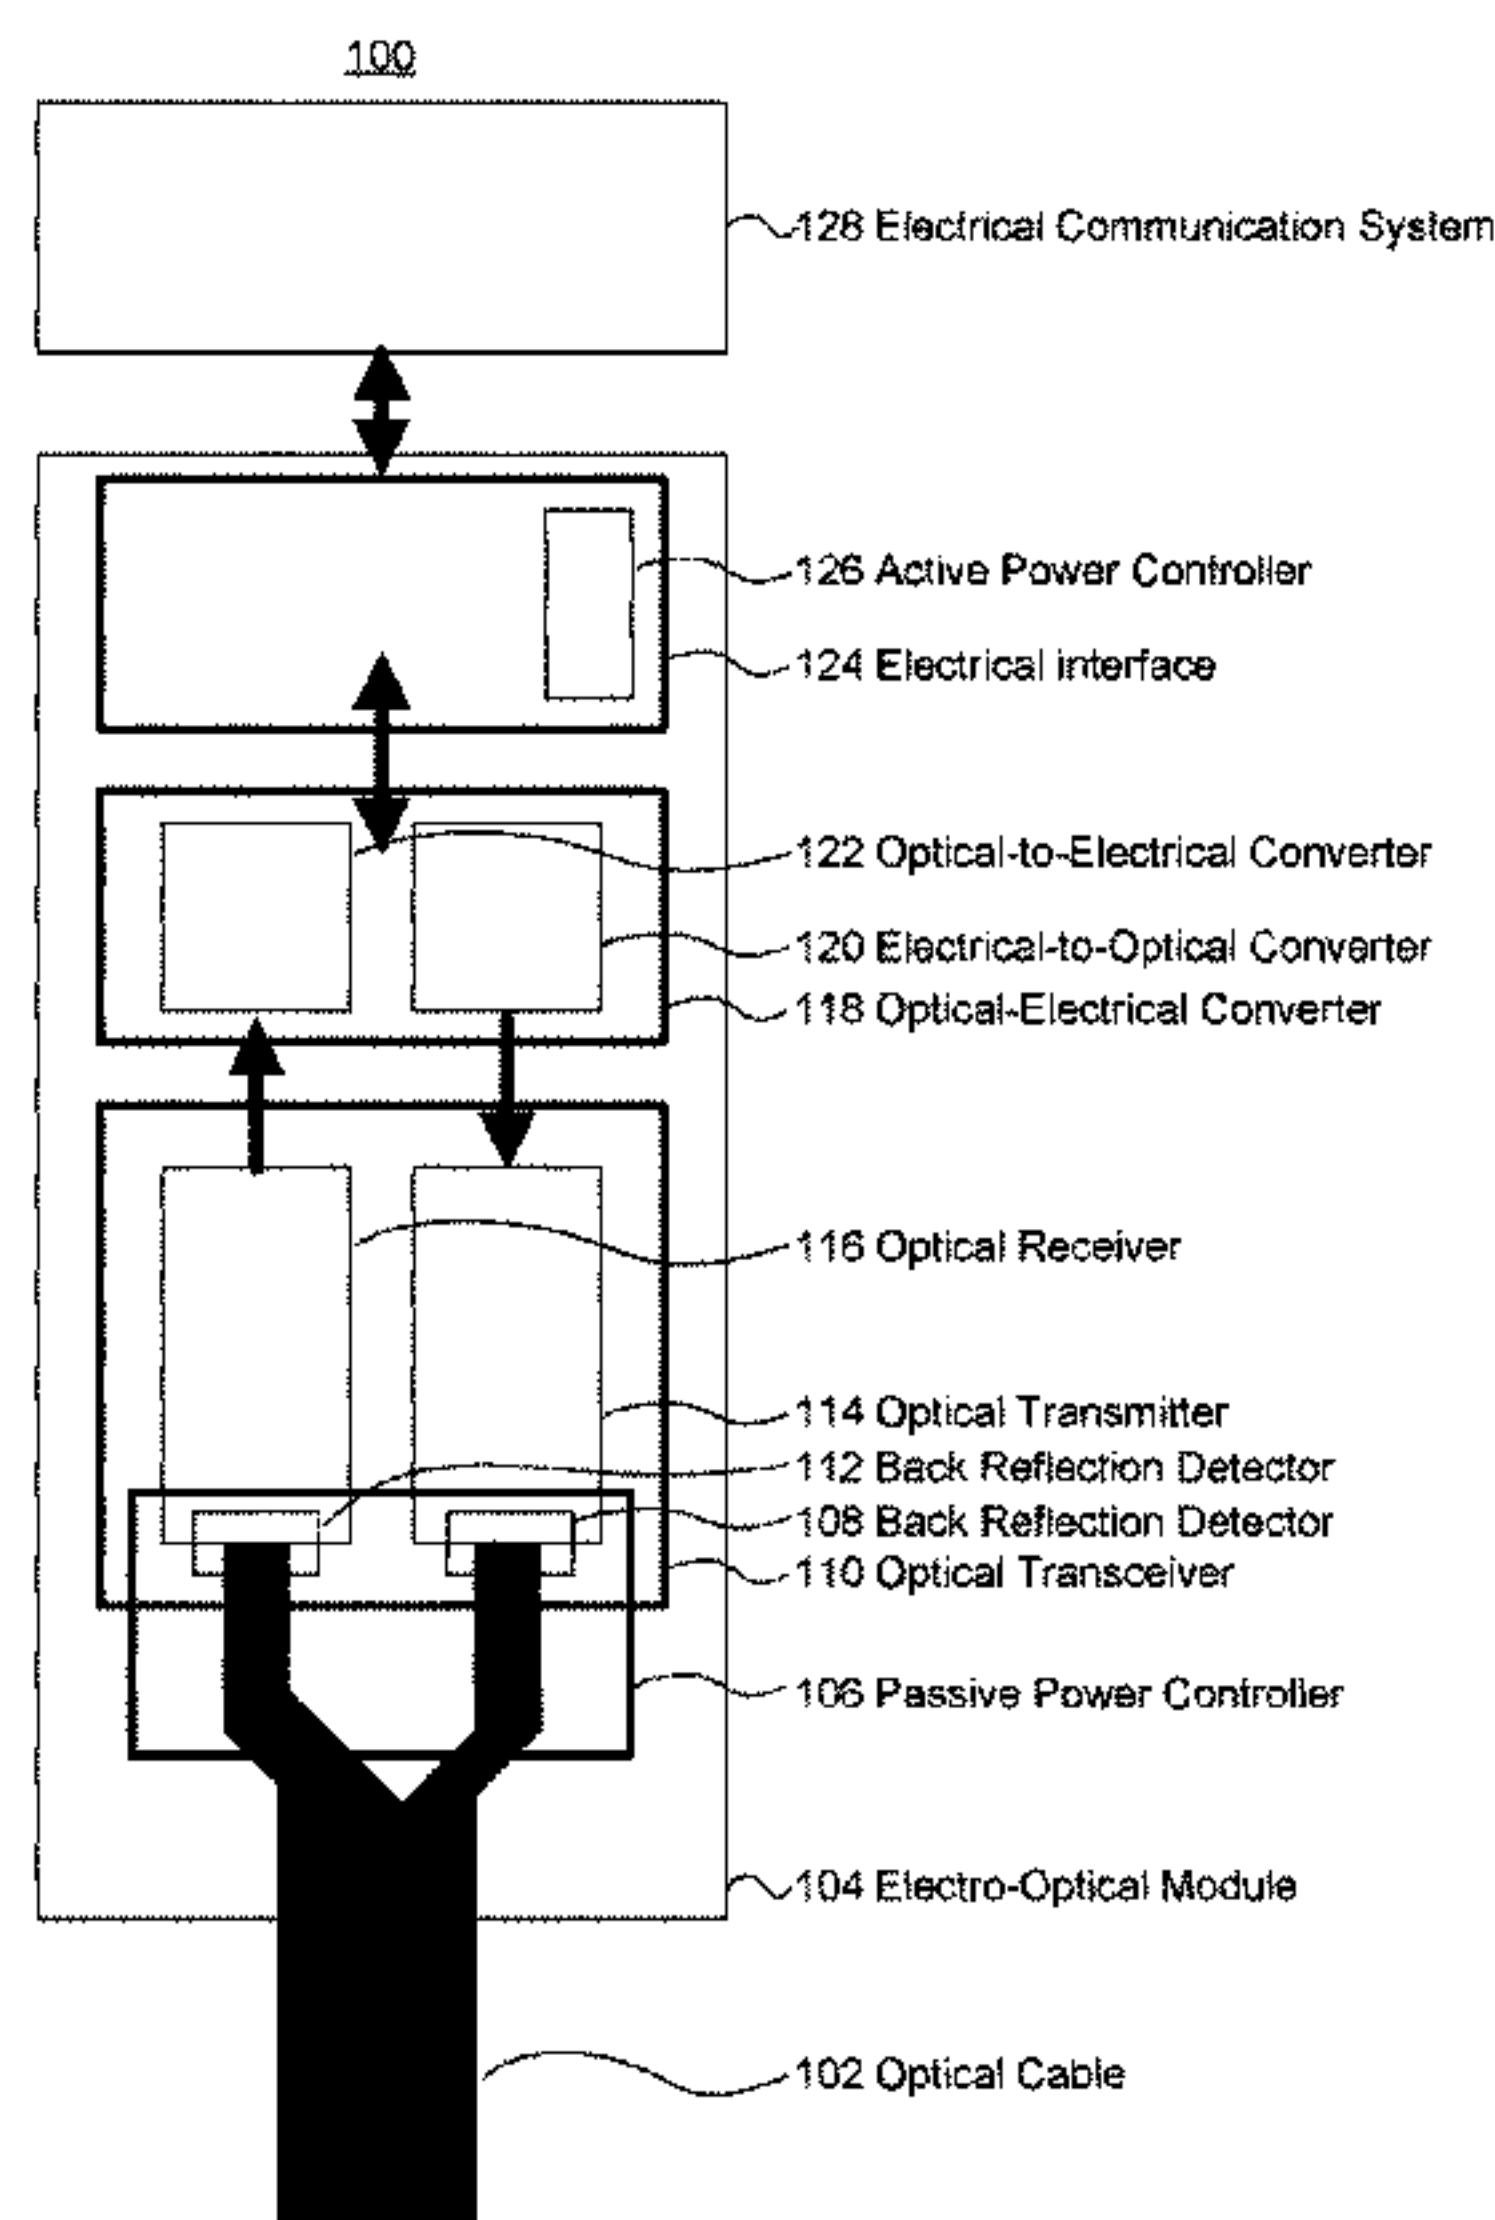 100
128 Electrical Communication System
126 Active Power Controller
124 Electrical interface
122 Optical-to-Electrical Converter
120 Electrical-to-Optical Converter
118 Optical-Electrical Converter
116 Optical Receiver
114 Optical Transmitter
112 Back Reflection Detector
108 Back Reflection Detector
110 Optical Transceiver
106 Passive Power Controller
104 Electro-Optical Module
102 Optical Cable